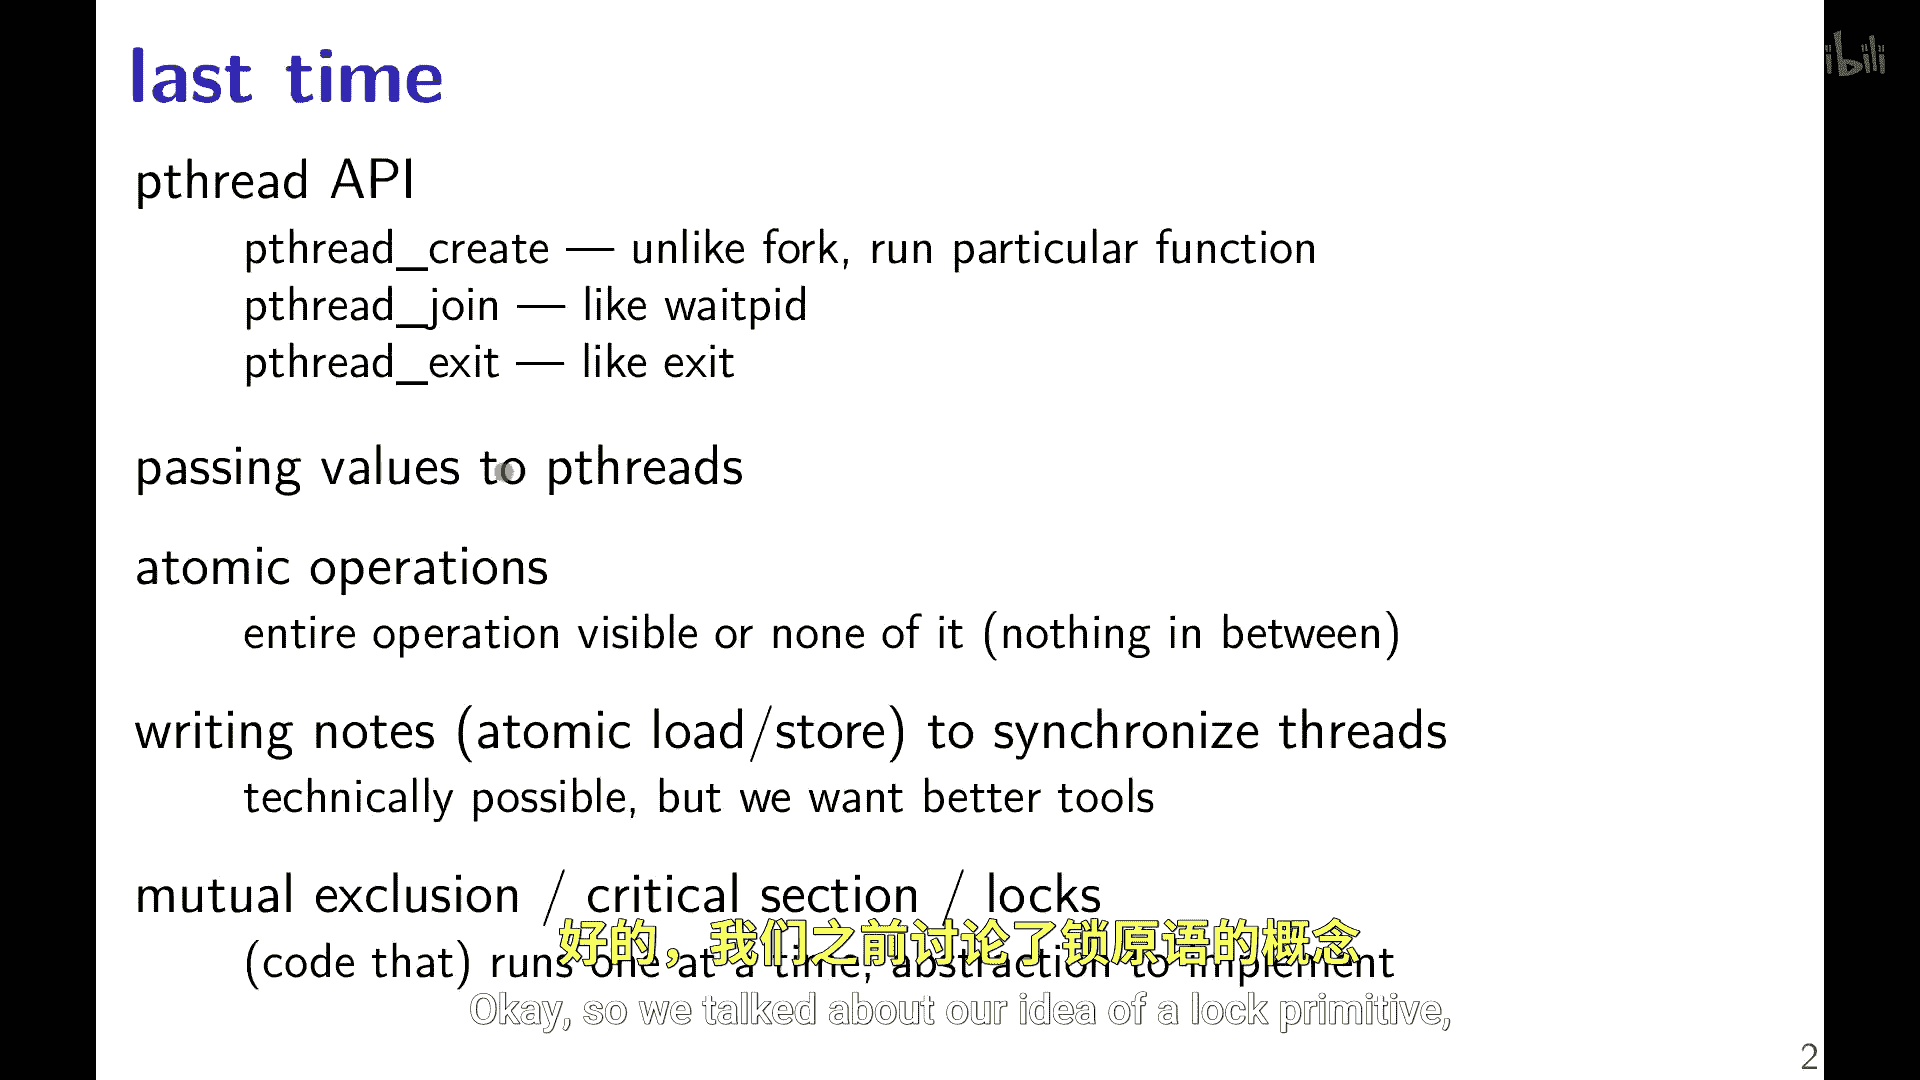 last time
pthread API
pthread_create — unlike fork, run particular function
pthread_join — like waitpid
pthread_exit — like exit
passing values to pthreads
atomic operations
entire operation visible or none of it (nothing in between)
writing notes (atomic load/store) to synchronize threads
technically possible, but we want better tools
mutual exclusion / critical section / locks
(code that) runs one at a time, abstraction to implement
好的，我们之前讨论了锁原语的概念
Okay, so we talked about our idea of a lock primitive,
2